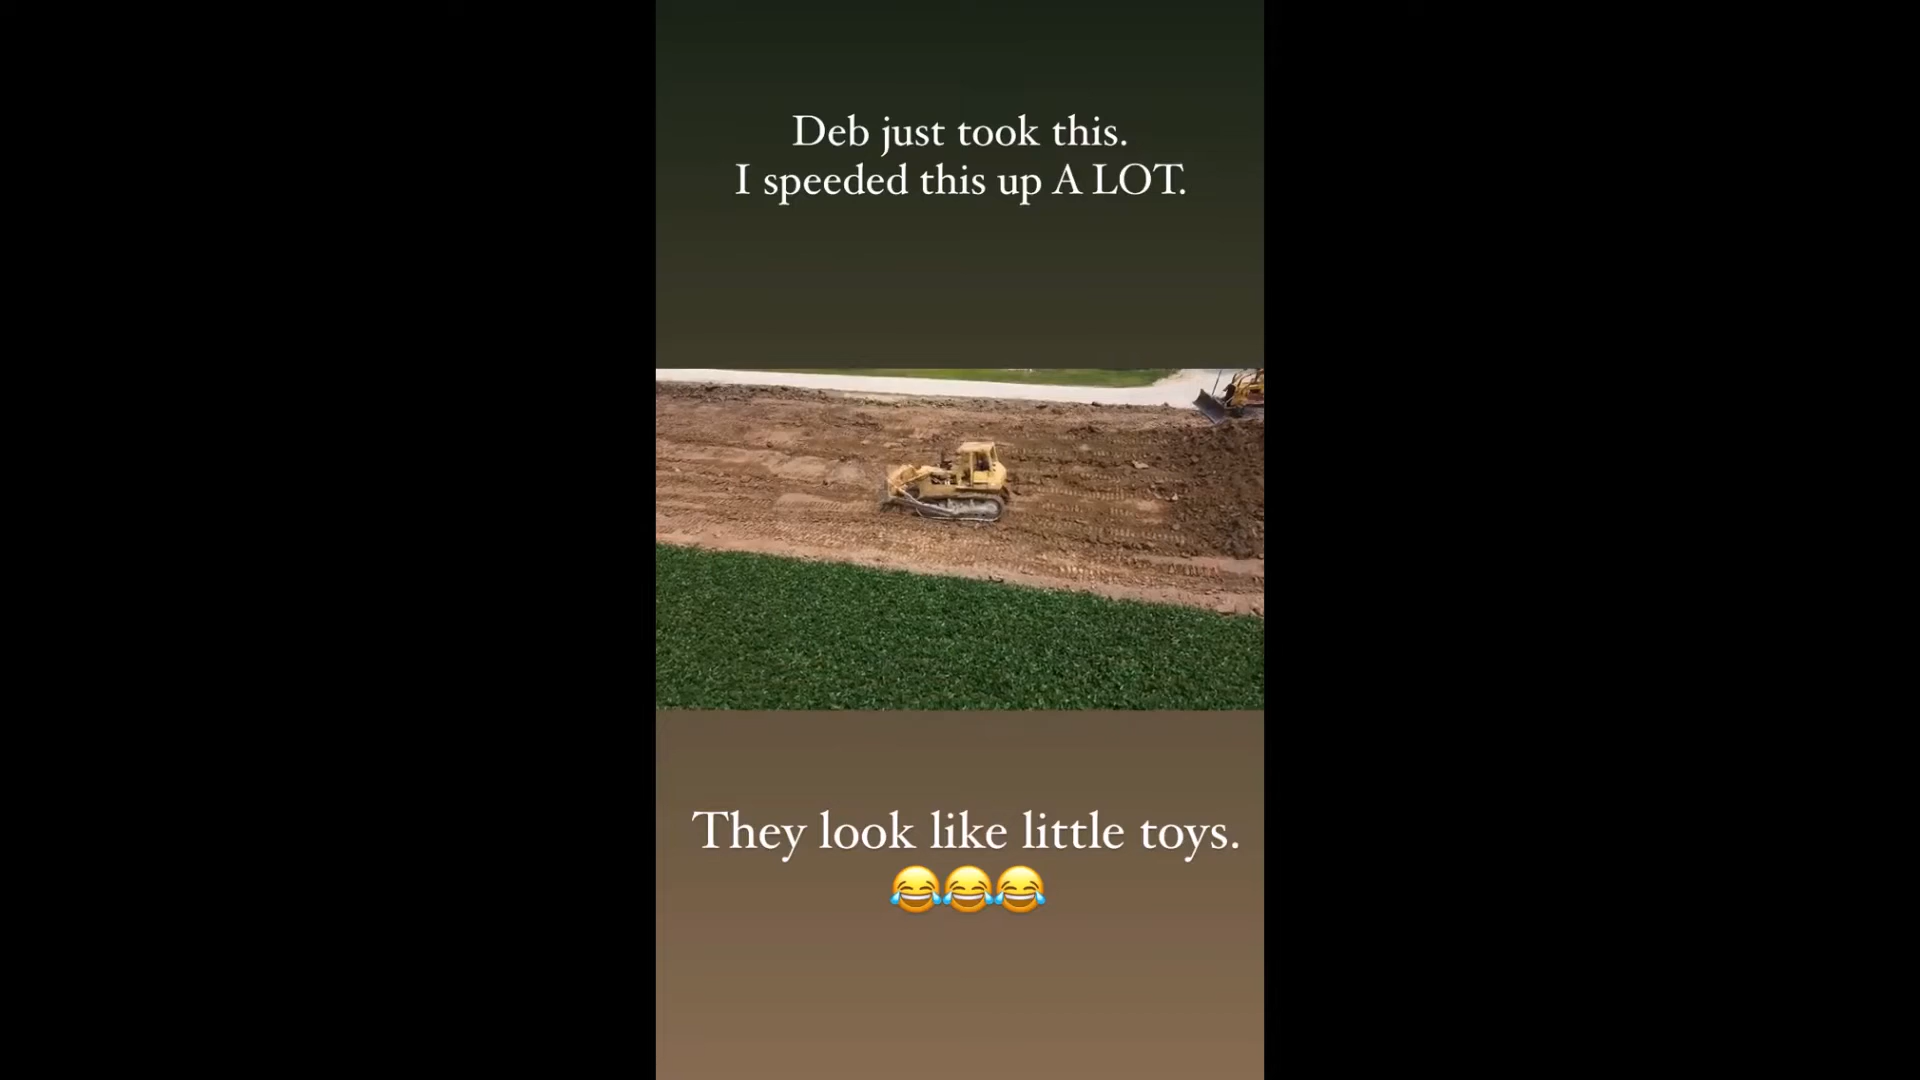 Deb just took this.
I speeded this up A LOT.
They look like little toys.
😂😂😂